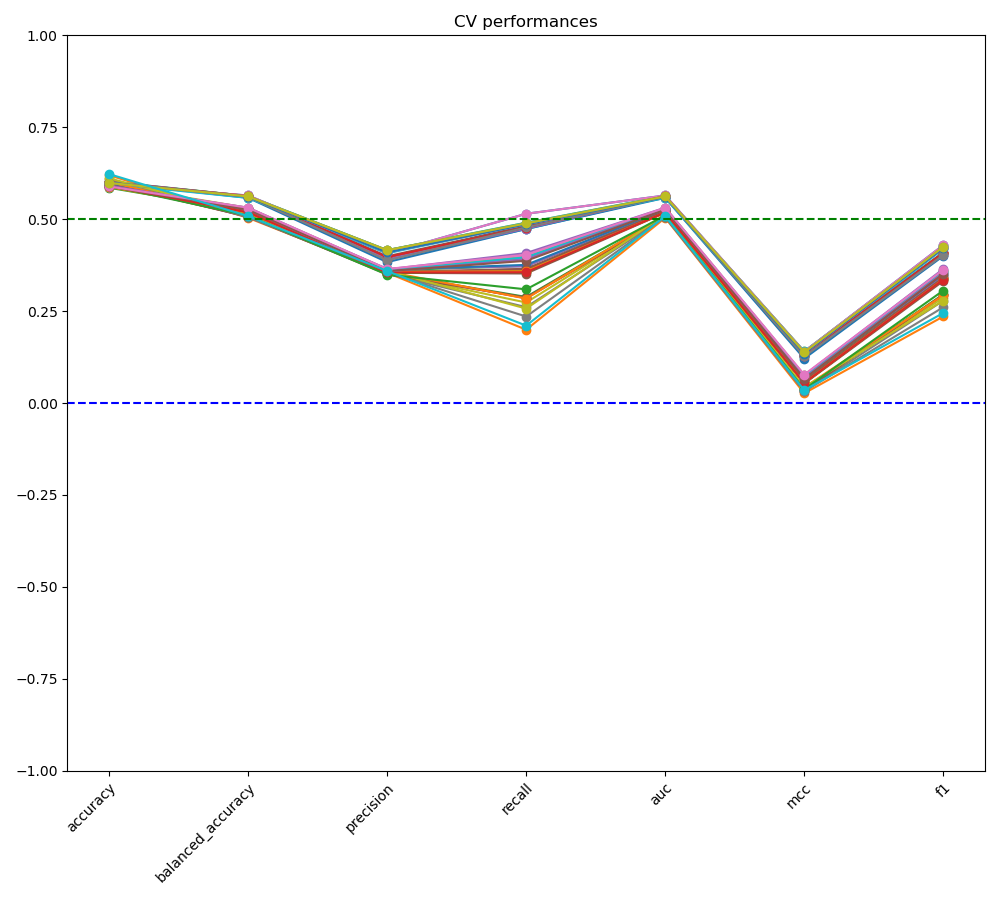 CV performances
1.00
0.75
0.50
0.25
0.00
−0.25
−0.50
−0.75
−1.00
accuracy
balanced_accuracy
precision
recall
auc
mcc
f1